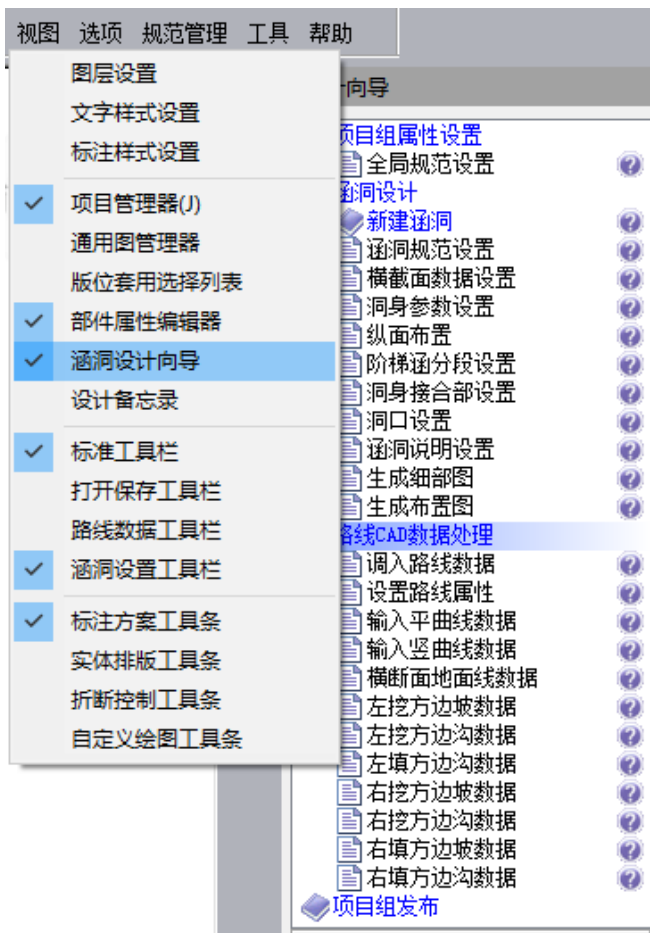 视图 选项 规范管理 工具 帮助
图层设置
文字样式设置
标注样式设置
项目管理器(J)
通用图管理器
版位套用选择列表
部件属性编辑器
涵洞设计向导
设计备忘录
标准工具栏
打开保存工具栏
路线数据工具栏
涵洞设置工具栏
标注方案工具条
实体排版工具条
折断控制工具条
自定义绘图工具条
向导
项目组属性设置
全局规范设置
涵洞设计
新建涵洞
涵洞规范设置
横截面数据设置
洞身参数设置
纵面布置
阶梯涵分段设置
洞身接合部设置
洞口设置
涵洞说明设置
生成细部图
生成布置图
路线CAD数据处理
调入路线数据
设置路线属性
输入平曲线数据
输入竖曲线数据
横断面地面线数据
左挖方边坡数据
左挖方边沟数据
左填方边沟数据
右挖方边坡数据
右挖方边沟数据
右填方边坡数据
右填方边沟数据
项目组发布